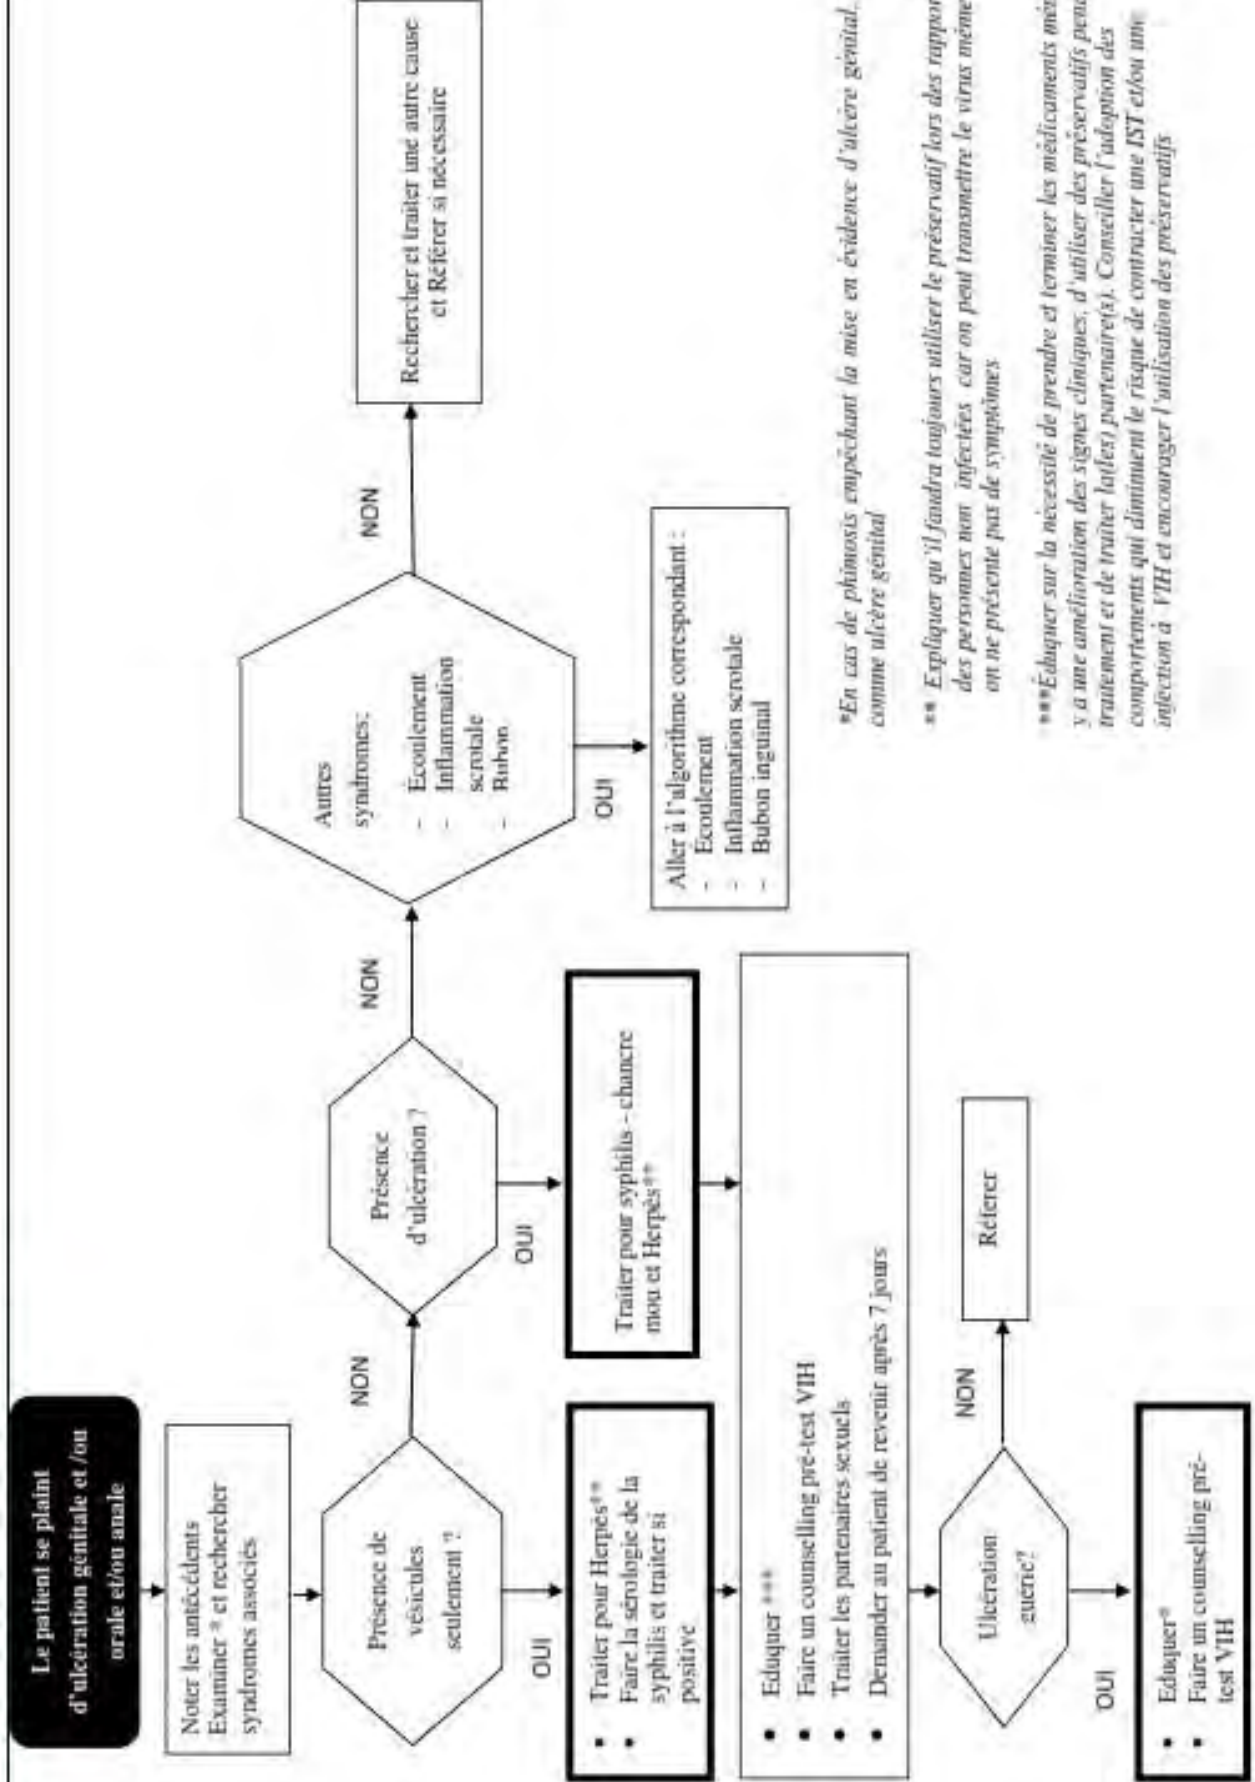 Le patient se plaint
d'ulcération génitale et /ou
orale et/ou anale
Noter les antécédents
Examiner * et rechercher
syndromes associés
Présence de
vésicules
seulement ?
NON
OUI
Présence
d'ulcération ?
NON
OUI
Autres
syndromes:
- Écoulement
- Inflammation
scrotale
- Bubon
NON
OUI
Rechercher et traiter une autre cause
et Référer si nécessaire
• Traiter pour Herpès**
• Faire la sérologie de la
syphilis et traiter si
positive
Traiter pour syphilis - chancre
mou et Herpès**
Aller à l'algorithme correspondant :
- Ecoulement
- Inflammation scrotale
- Bubon inguinal
• Eduquer ***
• Faire un counselling pré-test VIH
• Traiter les partenaires sexuels
• Demander au patient de revenir après 7 jours
Ulcération
guérie?
NON
Référer
OUI
• Eduquer*
• Faire un counselling pré-
test VIH
*En cas de phimosis empêchant la mise en évidence d'ulcère génital,
comme ulcère génital
** Expliquer qu'il faudra toujours utiliser le préservatif lors des
des personnes non infectées car on peut transmettre le virus même
on ne présente pas de symptômes
***Éduquer sur la nécessité de prendre et terminer les médicaments
y a une amélioration des signes cliniques, d'utiliser des préservatifs
traitement et de traiter la(les) partenaire(s). Conseiller l'adoption des
comportements qui diminuent le risque de contracter une IST et/ou une
infection à VIH et encourager l'utilisation des préservatifs